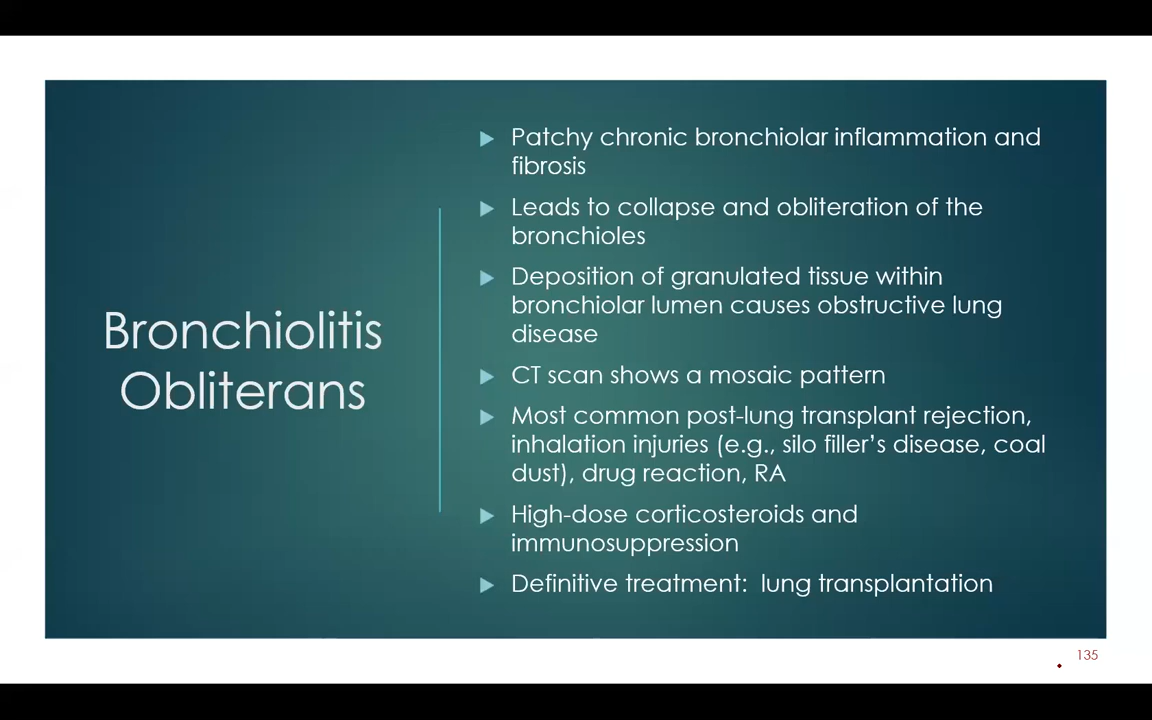 Bronchiolitis
Obliterans
Patchy chronic bronchiolar inflammation and
fibrosis
Leads to collapse and obliteration of the
bronchioles
Deposition of granulated tissue within
bronchiolar lumen causes obstructive lung
disease
CT scan shows a mosaic pattern
Most common post-lung transplant rejection,
inhalation injuries (e.g., silo filler’s disease, coal
dust), drug reaction, RA
High-dose corticosteroids and
immunosuppression
Definitive treatment:  lung transplantation
135